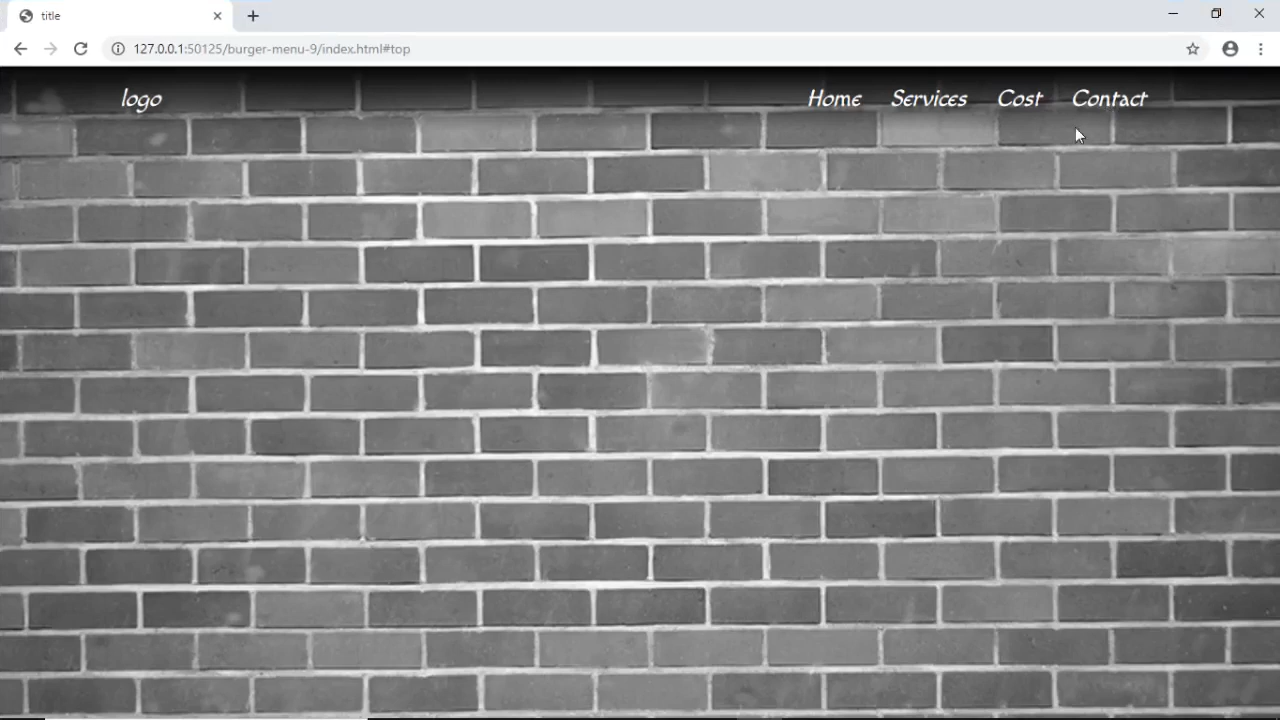 title
127.0.0.1:50125/burger-menu-9/index.html#top
logo Home Services Cost Contact